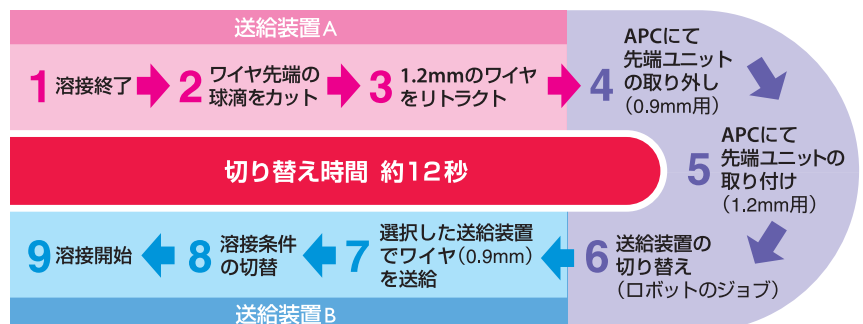 送給装置A
1 溶接終了
2 ワイヤ先端の
球滴をカット
3 1.2mmのワイヤ
をリトラクト
4 APCにて
先端ユニット
の取り外し
（0.9mm用）
5 APCにて
先端ユニットの
取り付け
（1.2mm用）
切り替え時間 約12秒
6 送給装置の
切り替え
（ロボットのジョブ）
7 選択した送給装置
でワイヤ（0.9mm）
を送給
8 溶接条件
の切替
9 溶接開始
送給装置B